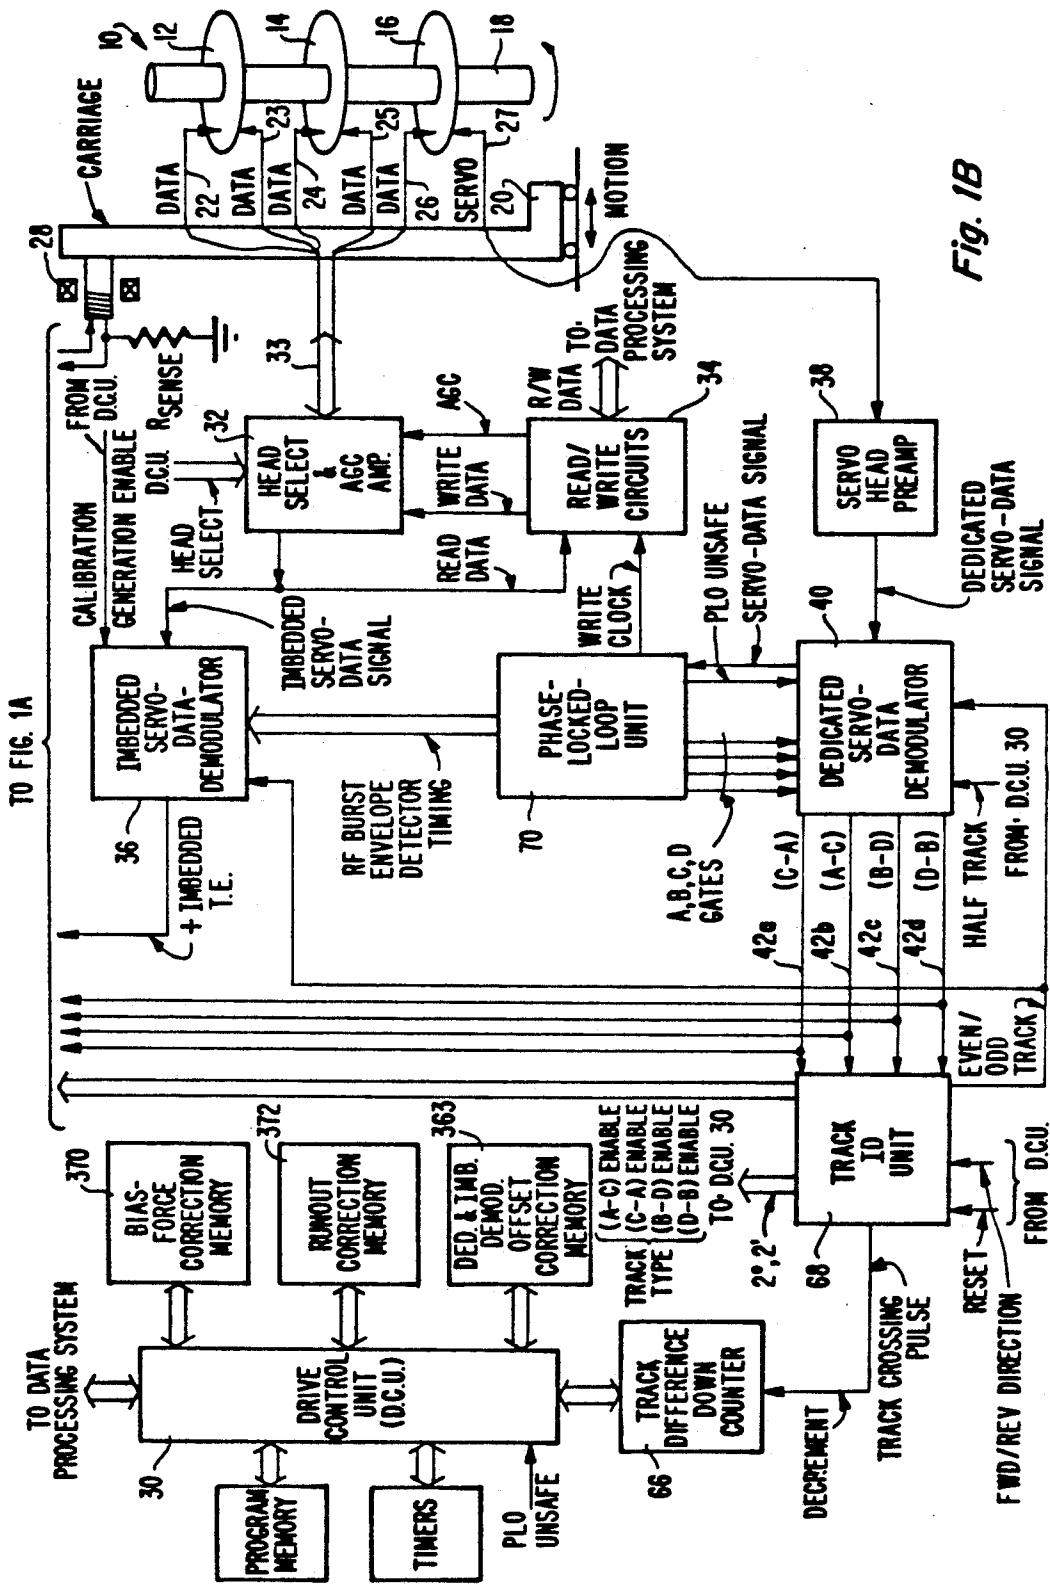 TO FIG. 1A
TO DATA
PROCESSING SYSTEM
30
PROGRAM
MEMORY
TIMERS
PLO
UNSAFE
DRIVE
CONTROL
UNIT
(D.C.U.)
370
BIAS-
FORCE
CORRECTION
MEMORY
372
RUNOUT
CORRECTION
MEMORY
363
DED. & IMB.
DEMOD.
OFFSET
CORRECTION
MEMORY
66
TRACK
DIFFERENCE
DOWN
COUNTER
DECREMENT
TRACK CROSSING
PULSE
TRACK
TYPE
(A-C) ENABLE
(C-A) ENABLE
(B-D) ENABLE
(D-B) ENABLE
TO D.C.U. 30
2°,2'
68
TRACK
ID
UNIT
RESET
FWD/REV DIRECTION
FROM D.C.U.
EVEN/
ODD
TRACK
42a
42b
42c
42d
(C-A)
(A-C)
(B-D)
(D-B)
HALF TRACK
FROM D.C.U. 30
+ IMBEDDED
T.E.
36
IMBEDDED
SERVO-
DATA-
DEMODULATOR
CALIBRATION
GENERATION ENABLE
FROM
D.C.U.
IMBEDDED
SERVO-
DATA
SIGNAL
RF BURST
ENVELOPE
DETECTOR
TIMING
70
PHASE-
LOCKED-
LOOP
UNIT
A,B,C,D
GATES
WRITE
CLOCK
PLO UNSAFE
SERVO-DATA SIGNAL
40
DEDICATED
SERVO-
DATA
DEMODULATOR
DEDICATED
SERVO-DATA
SIGNAL
38
SERVO
HEAD
PREAMP
HEAD
SELECT
D.C.U.
RSENSE
32
HEAD
SELECT
&
AGC
AMP.
READ
DATA
WRITE
DATA
AGC
READ/
WRITE
CIRCUITS
34
R/W
DATA
TO
DATA
PROCESSING
SYSTEM
33
28
CARRIAGE
DATA
22
DATA
23
DATA
24
DATA
25
DATA
26
SERVO
27
20
MOTION
10
12
14
16
18
Fig. 1B